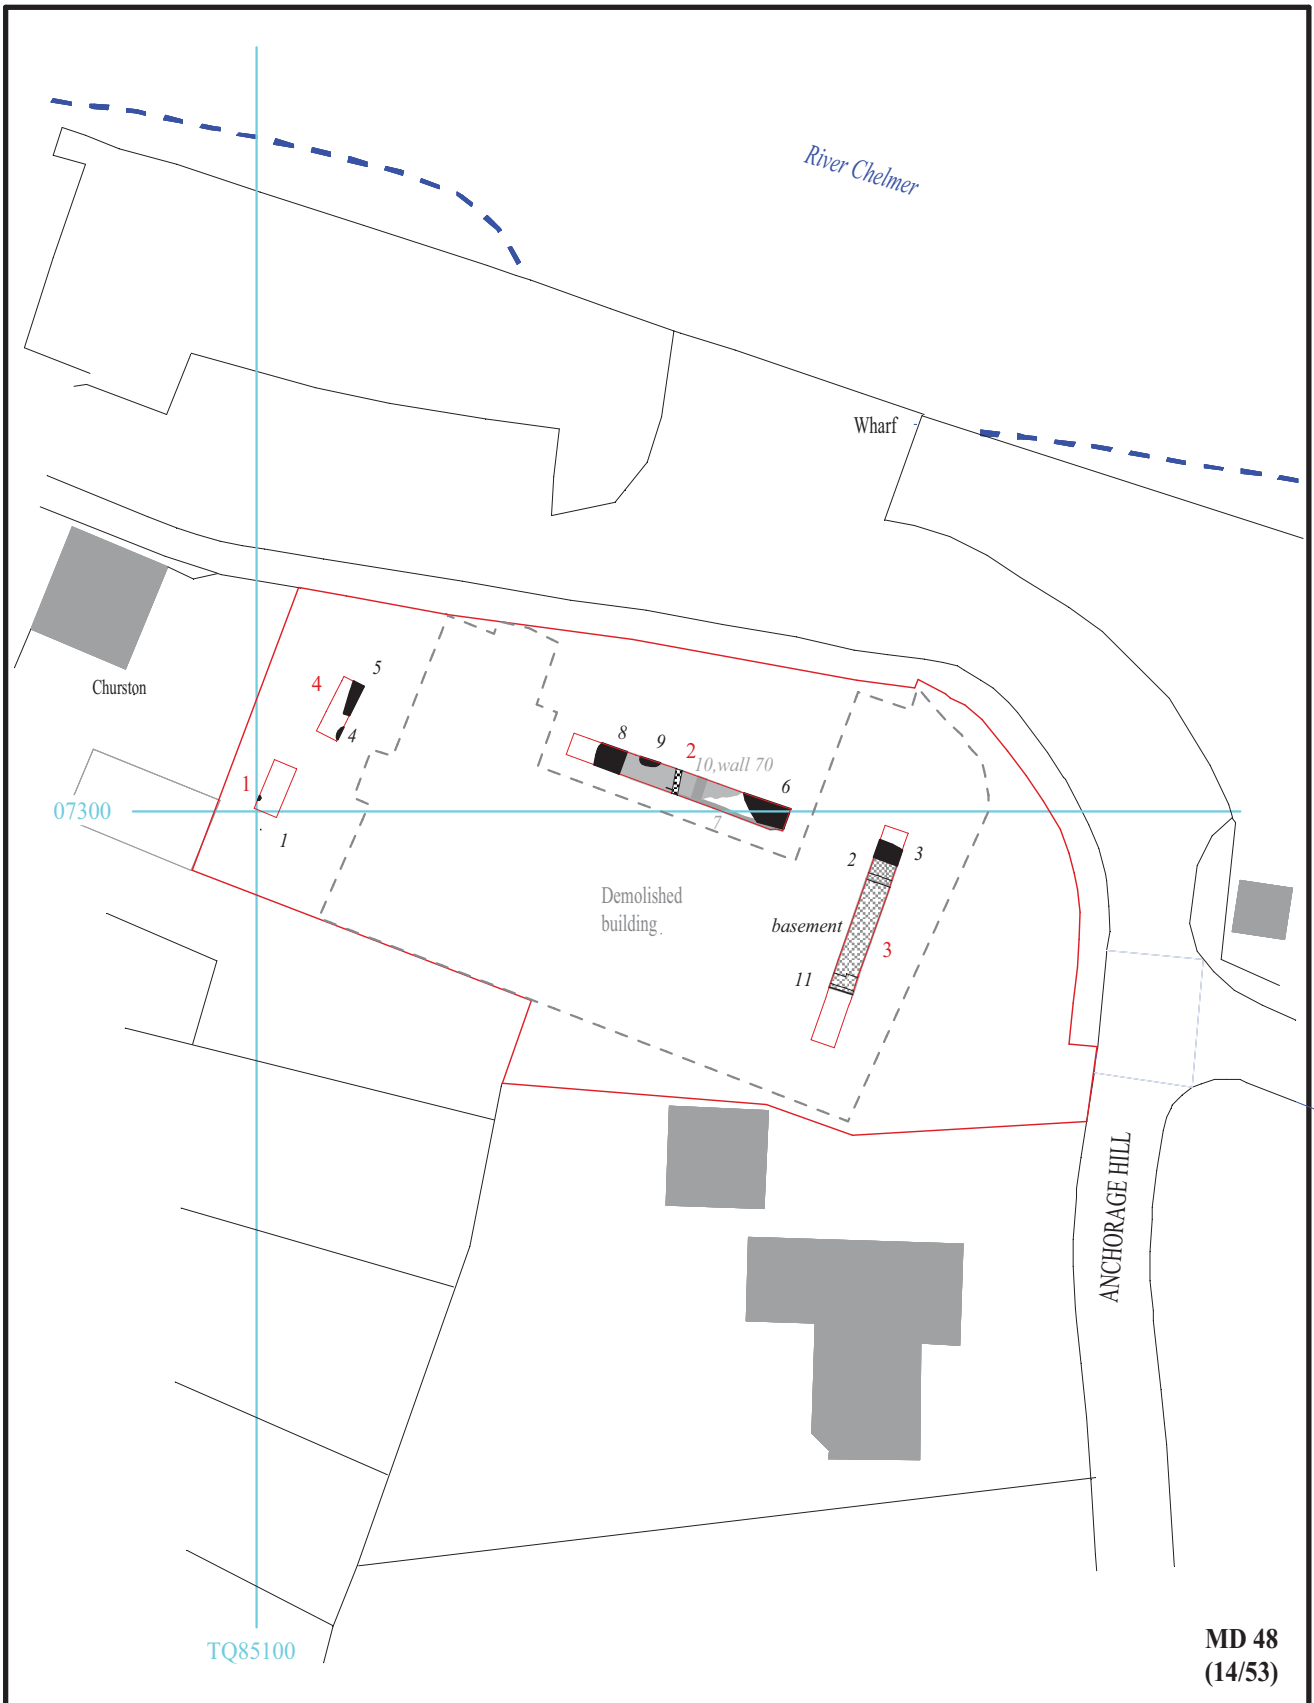 River Chelmer
Wharf
Churston
5
4
4
1
1
07300
8
9
2
10,wall 70
6
7
2
3
basement
3
11
Demolished
building.
ANCHORAGE HILL
TQ85100
MD 48
(14/53)